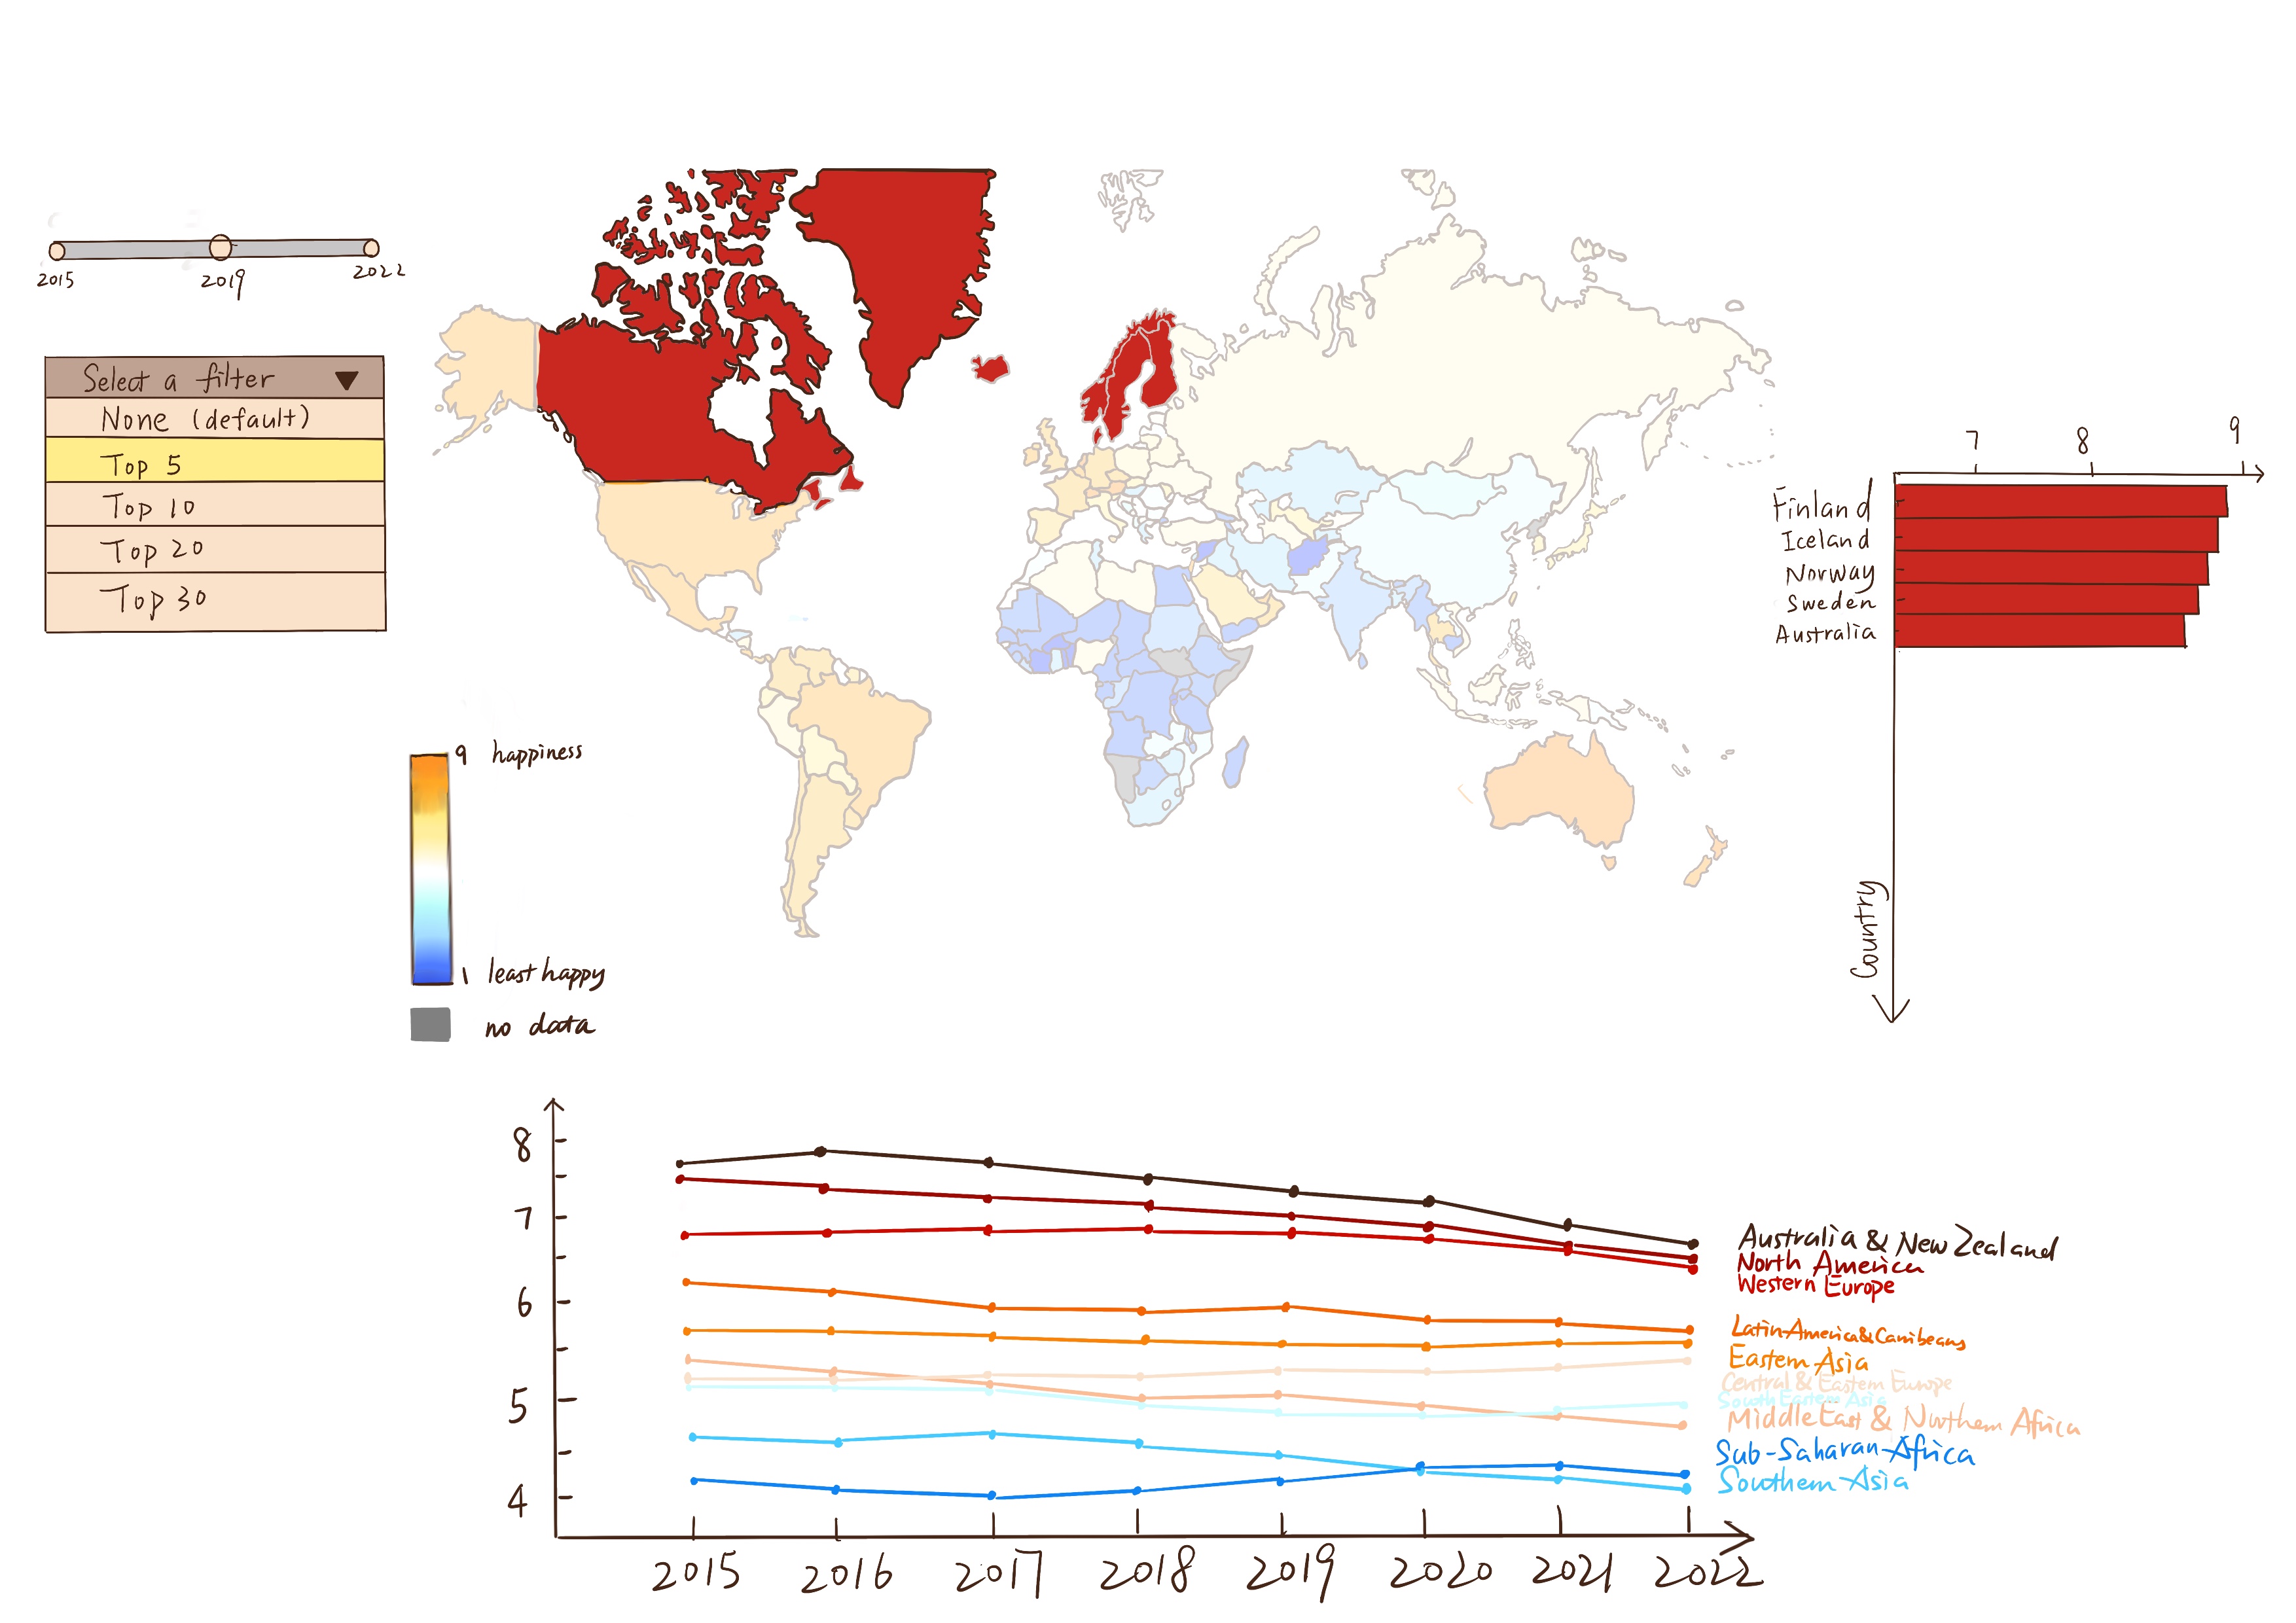 2015
2019
2022
Select a filter
None (default)
Top 5
Top 10
Top 20
Top 30
9 happiness
1 least happy
no data
7 8 9
Finland
Iceland
Norway
Sweden
Australia
Country
8
7
6
5
4
Australia & New Zealand
North America
Western Europe
Latin America & Carribeans
Eastern Asia
Central & Eastern Europe
South Eastern Asia
Middle East & Northern Africa
Sub-Saharan Africa
Southern Asia
2015 2016 2017 2018 2019 2020 2021 2022